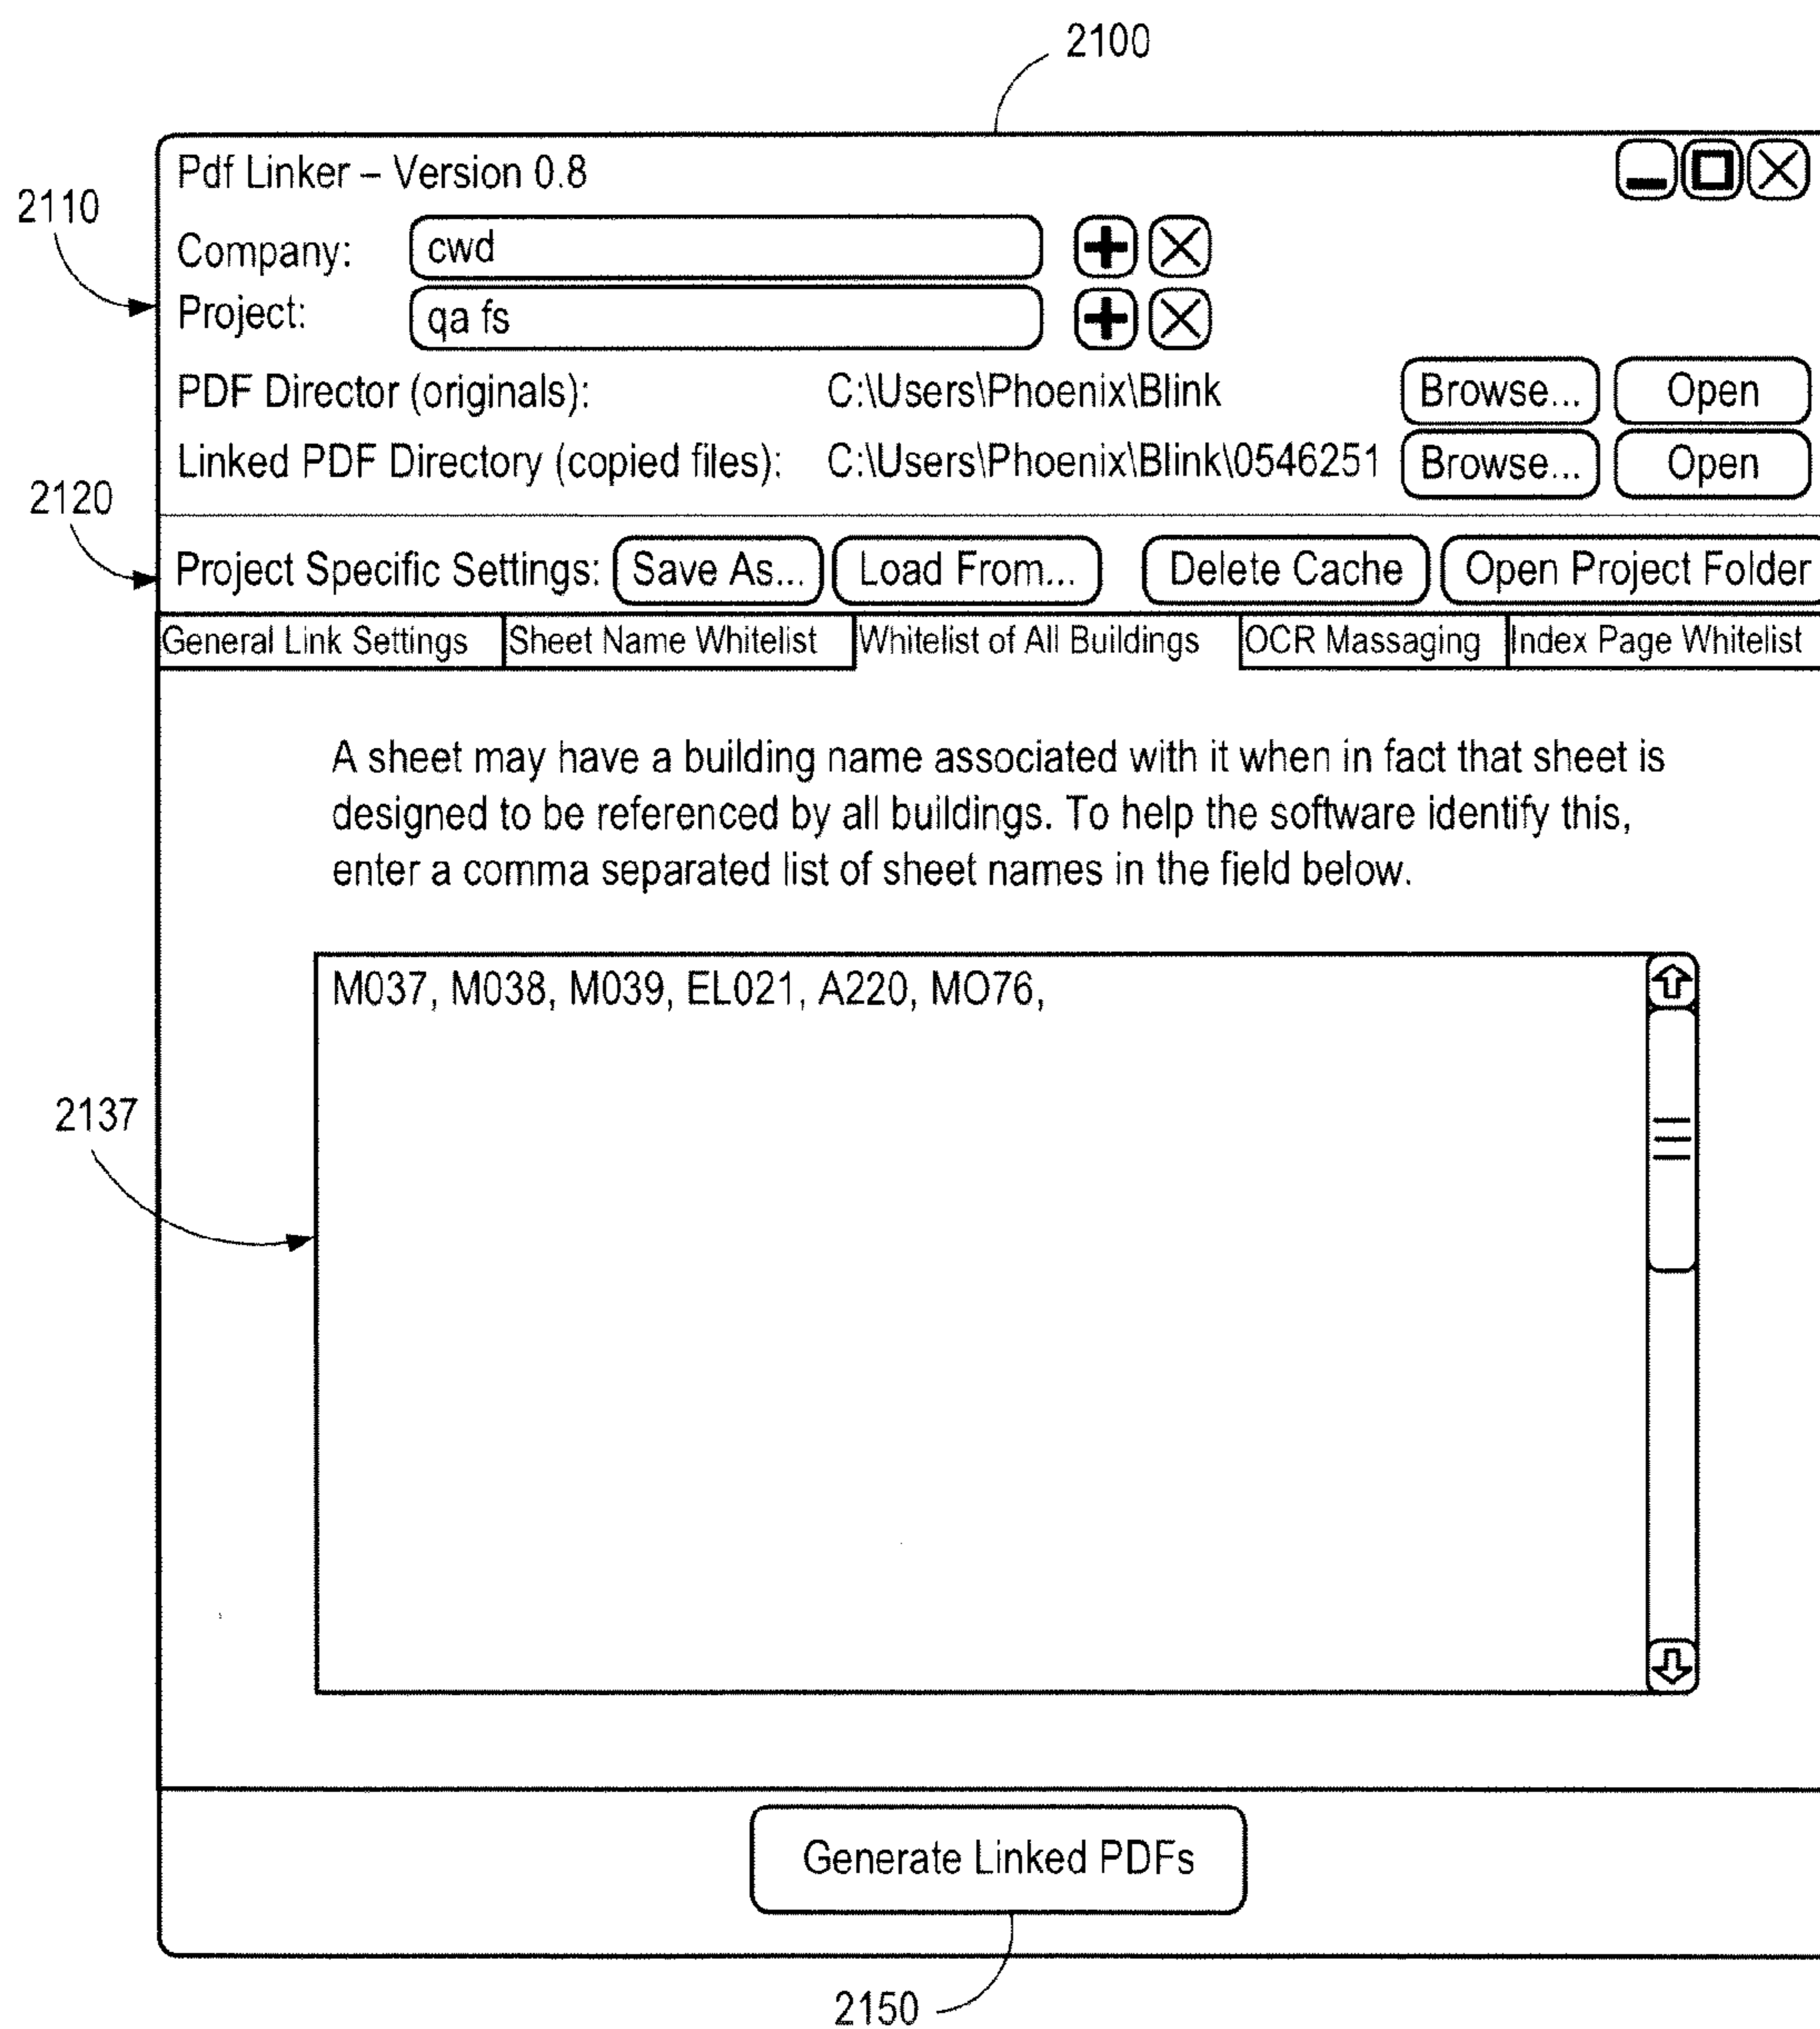 2100
Pdf Linker – Version 0.8
2110
Company: cwd
Project: qa fs
PDF Director (originals): C:\Users\Phoenix\Blink Browse... Open
Linked PDF Directory (copied files): C:\Users\Phoenix\Blink\0546251 Browse... Open
2120
Project Specific Settings: Save As... Load From... Delete Cache Open Project Folder
General Link Settings Sheet Name Whitelist Whitelist of All Buildings OCR Massaging Index Page Whitelist
A sheet may have a building name associated with it when in fact that sheet is
designed to be referenced by all buildings. To help the software identify this,
enter a comma separated list of sheet names in the field below.
M037, M038, M039, EL021, A220, MO76,
2137
Generate Linked PDFs
2150